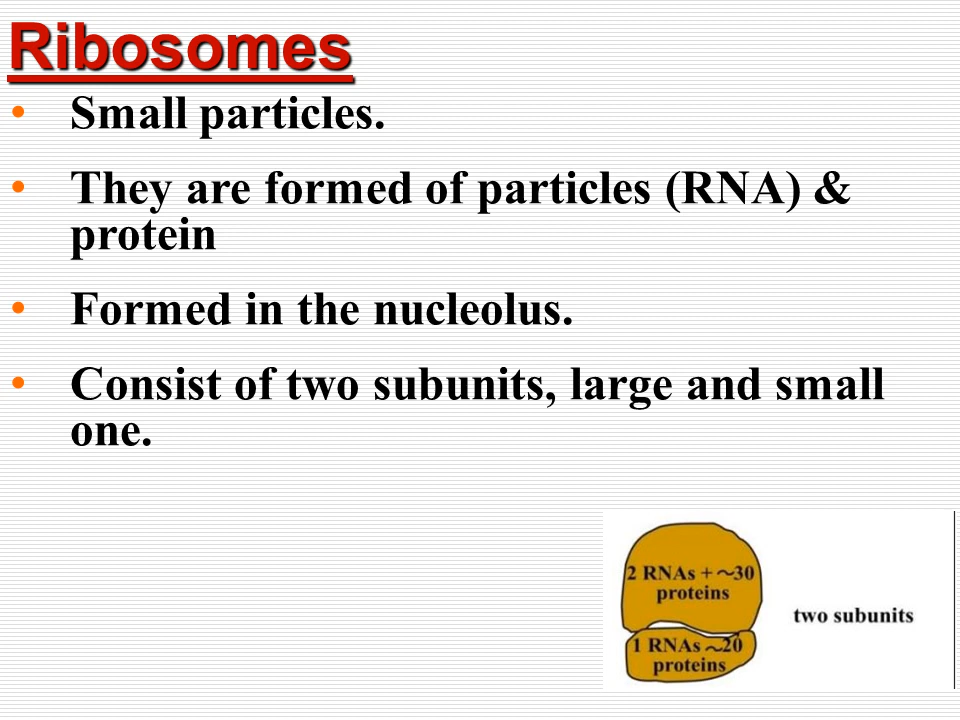 Ribosomes
• Small particles.
• They are formed of particles (RNA) &
protein
• Formed in the nucleolus.
• Consist of two subunits, large and small
one.
2 RNAs + ~30
proteins
two subunits
1 RNAs ~20
proteins